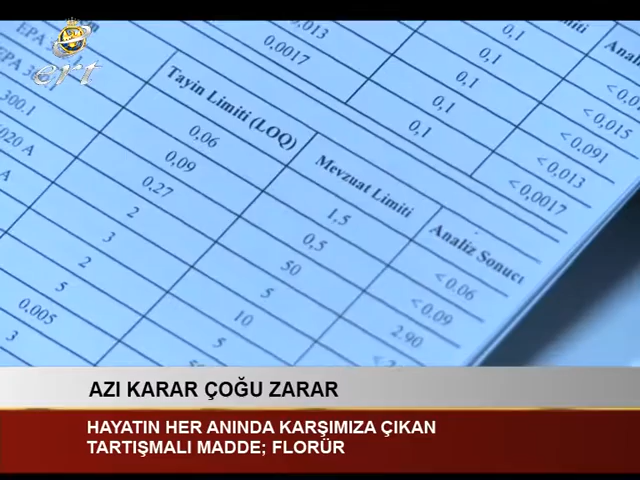 ert
EPA
EPA
300.1
6020 A
A
0.005
3
Tayin Limiti (LOQ)
0,06
0,09
0,27
2
3
2
5
0,013
0,0017
Mevzuat Limiti
1,5
0,5
50
5
10
5
0,1
0,1
0,1
0,1
0,1
Analiz Sonucı
<0.06
<0.09
2.90
<0,015
<0,091
<0,013
<0,0017
AZI KARAR ÇOĞU ZARAR
HAYATIN HER ANINDA KARŞIMIZA ÇIKAN
TARTIŞMALI MADDE; FLORÜR